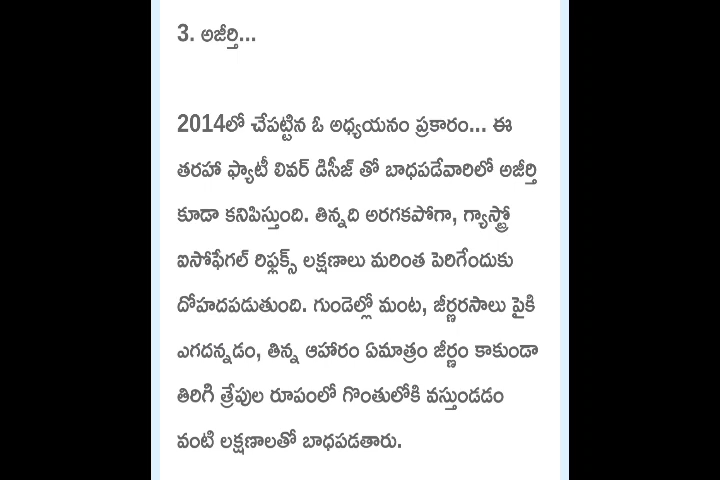 3. అజీర్తి...
2014లో చేపట్టిన ఓ అధ్యయనం ప్రకారం... ఈ
తరహా ఫ్యాటీ లివర్ డిసీజ్ తో బాధపడేవారిలో అజీర్తి
కూడా కనిపిస్తుంది. తిన్నది అరగకపోగా, గ్యాస్ట్రో
ఐసోఫేగల్ రిఫ్లక్స్ లక్షణాలు మరింత పెరిగేందుకు
దోహదపడుతుంది. గుండెల్లో మంట, జీర్ణరసాలు పైకి
ఎగదన్నడం, తిన్న ఆహారం ఏమాత్రం జీర్ణం కాకుండా
తిరిగి త్రేపుల రూపంలో గొంతులోకి వస్తుండడం
వంటి లక్షణాలతో బాధపడతారు.